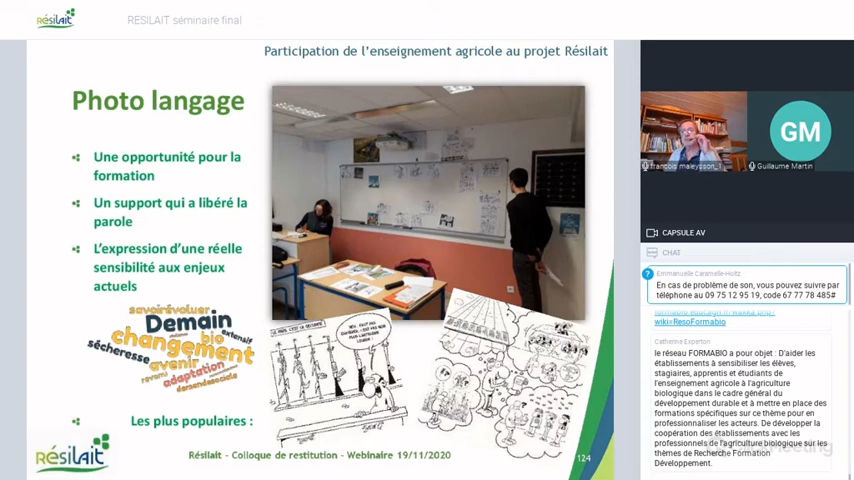 Résilait
RESILAIT séminaire final
Participation de l'enseignement agricole au projet Résilait
Photo langage
Une opportunité pour la
formation
Un support qui a libéré la
parole
L'expression d'une réelle
sensibilité aux enjeux
actuels
savoirévoluer
Demain
bio
extensif
changement
sécheresse
avenir
revenu
adaptation
demandesociale
Les plus populaires :
Résilait
Résilait - Colloque de restitution - Webinaire 19/11/2020
124
francois maleysson_1
GM
Guillaume Martin
CAPSULE AV
CHAT
? Emmanuelle Caramelle-Holtz
En cas de problème de son, vous pouvez suivre par
téléphone au 09 75 12 95 19, code 67 77 78 485#
wiki=ResoFormabio
Catherine Experton
le réseau FORMABIO a pour objet : D'aider les
établissements à sensibiliser les élèves,
stagiaires, apprentis et étudiants de
l'enseignement agricole à l'agriculture
biologique dans le cadre général du
développement durable et à mettre en place des
formations spécifiques sur ce thème pour en
professionnaliser les acteurs. De développer la
coopération des établissements avec les
professionnels de l'agriculture biologique sur les
thèmes de Recherche Formation
Développement.